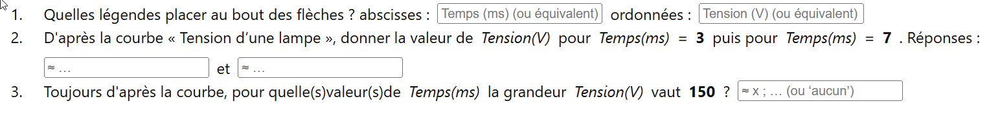 1. Quelles légendes placer au bout des flèches ? abscisses : Temps (ms) (ou équivalent) ordonnées : Tension (V) (ou équivalent)
2. D'après la courbe « Tension d’une lampe », donner la valeur de Tension(V) pour Temps(ms) = 3 puis pour Temps(ms) = 7 . Réponses :
≈ ... et ≈ ...
3. Toujours d'après la courbe, pour quelle(s)valeur(s)de Temps(ms) la grandeur Tension(V) vaut 150 ? ≈ x ; ... (ou ‘aucun’)